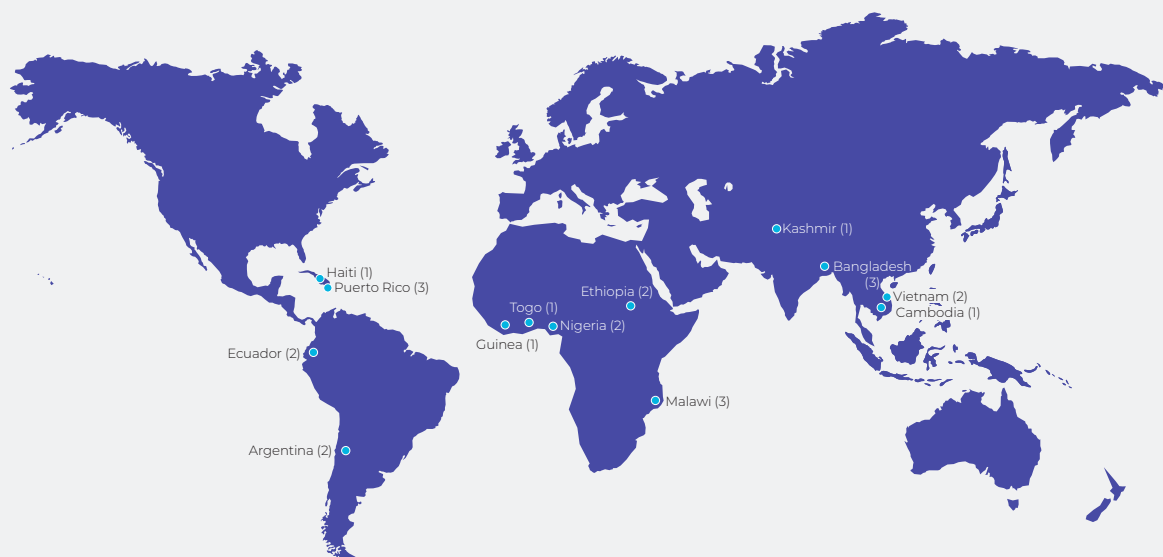 Kashmir (1)
Bangladesh
(3)
Haiti (1)
Puerto Rico (3)
Ethiopia (2)
Vietnam (2)
Togo (1)
Cambodia (1)
Nigeria (2)
Guinea (1)
Ecuador (2)
Malawi (3)
Argentina (2)